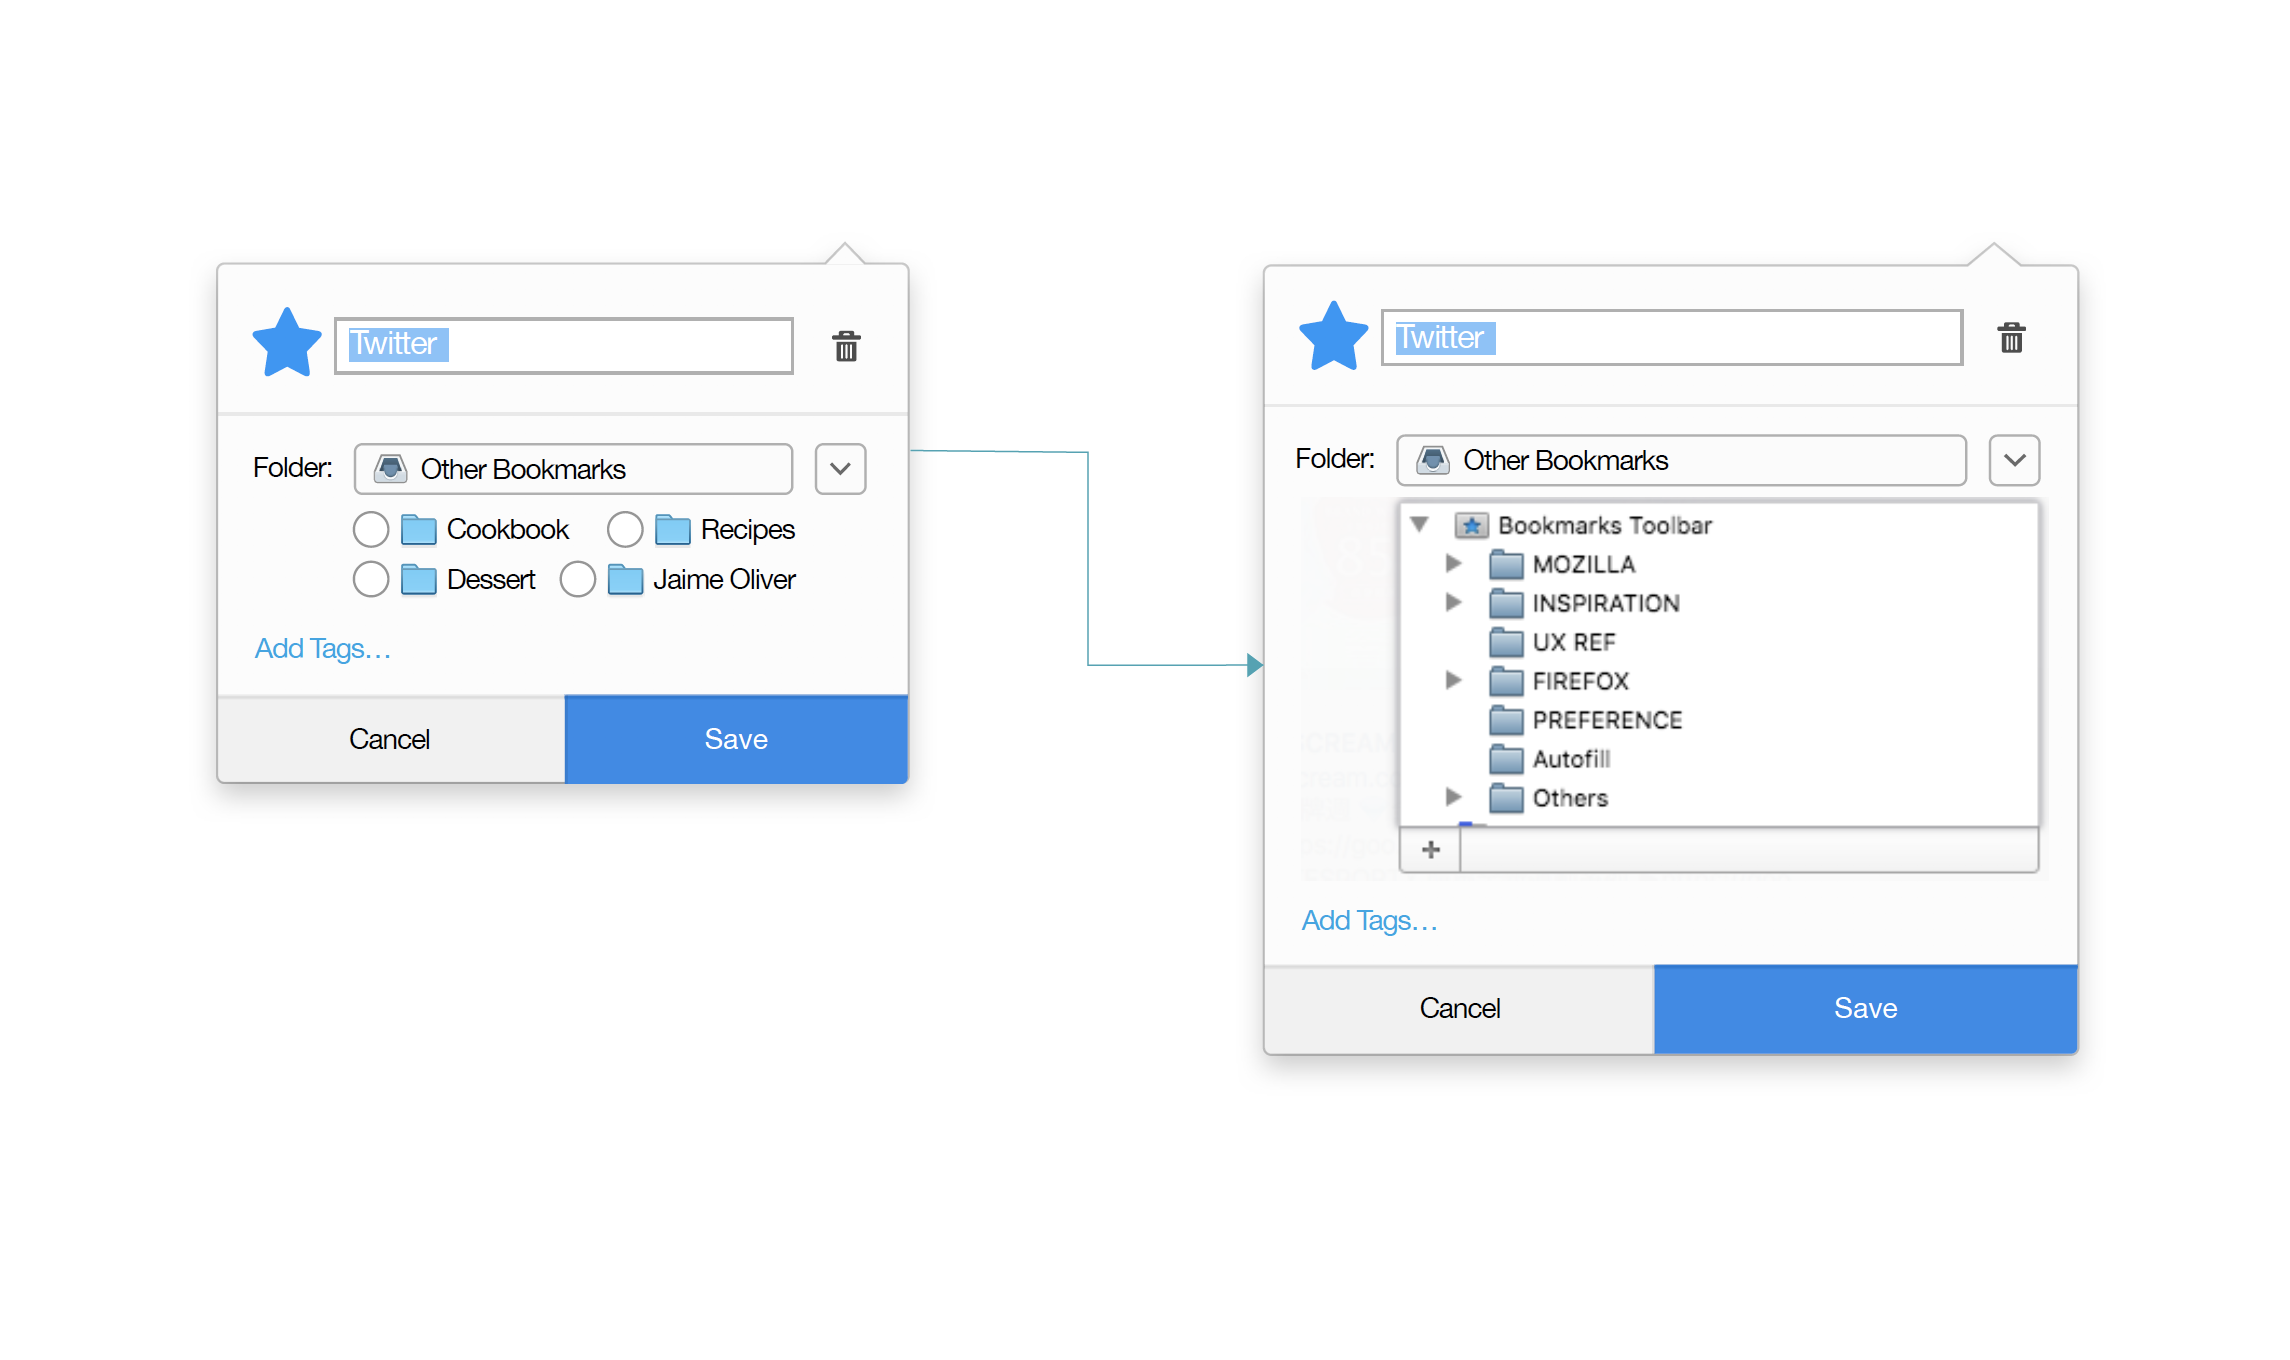 Twitter
Folder: Other Bookmarks
Cookbook Recipes
Dessert Jaime Oliver
Add Tags...
Cancel Save
Twitter
Folder: Other Bookmarks
Bookmarks Toolbar
MOZILLA
INSPIRATION
UX REF
FIREFOX
PREFERENCE
Autofill
Others
Add Tags...
Cancel Save